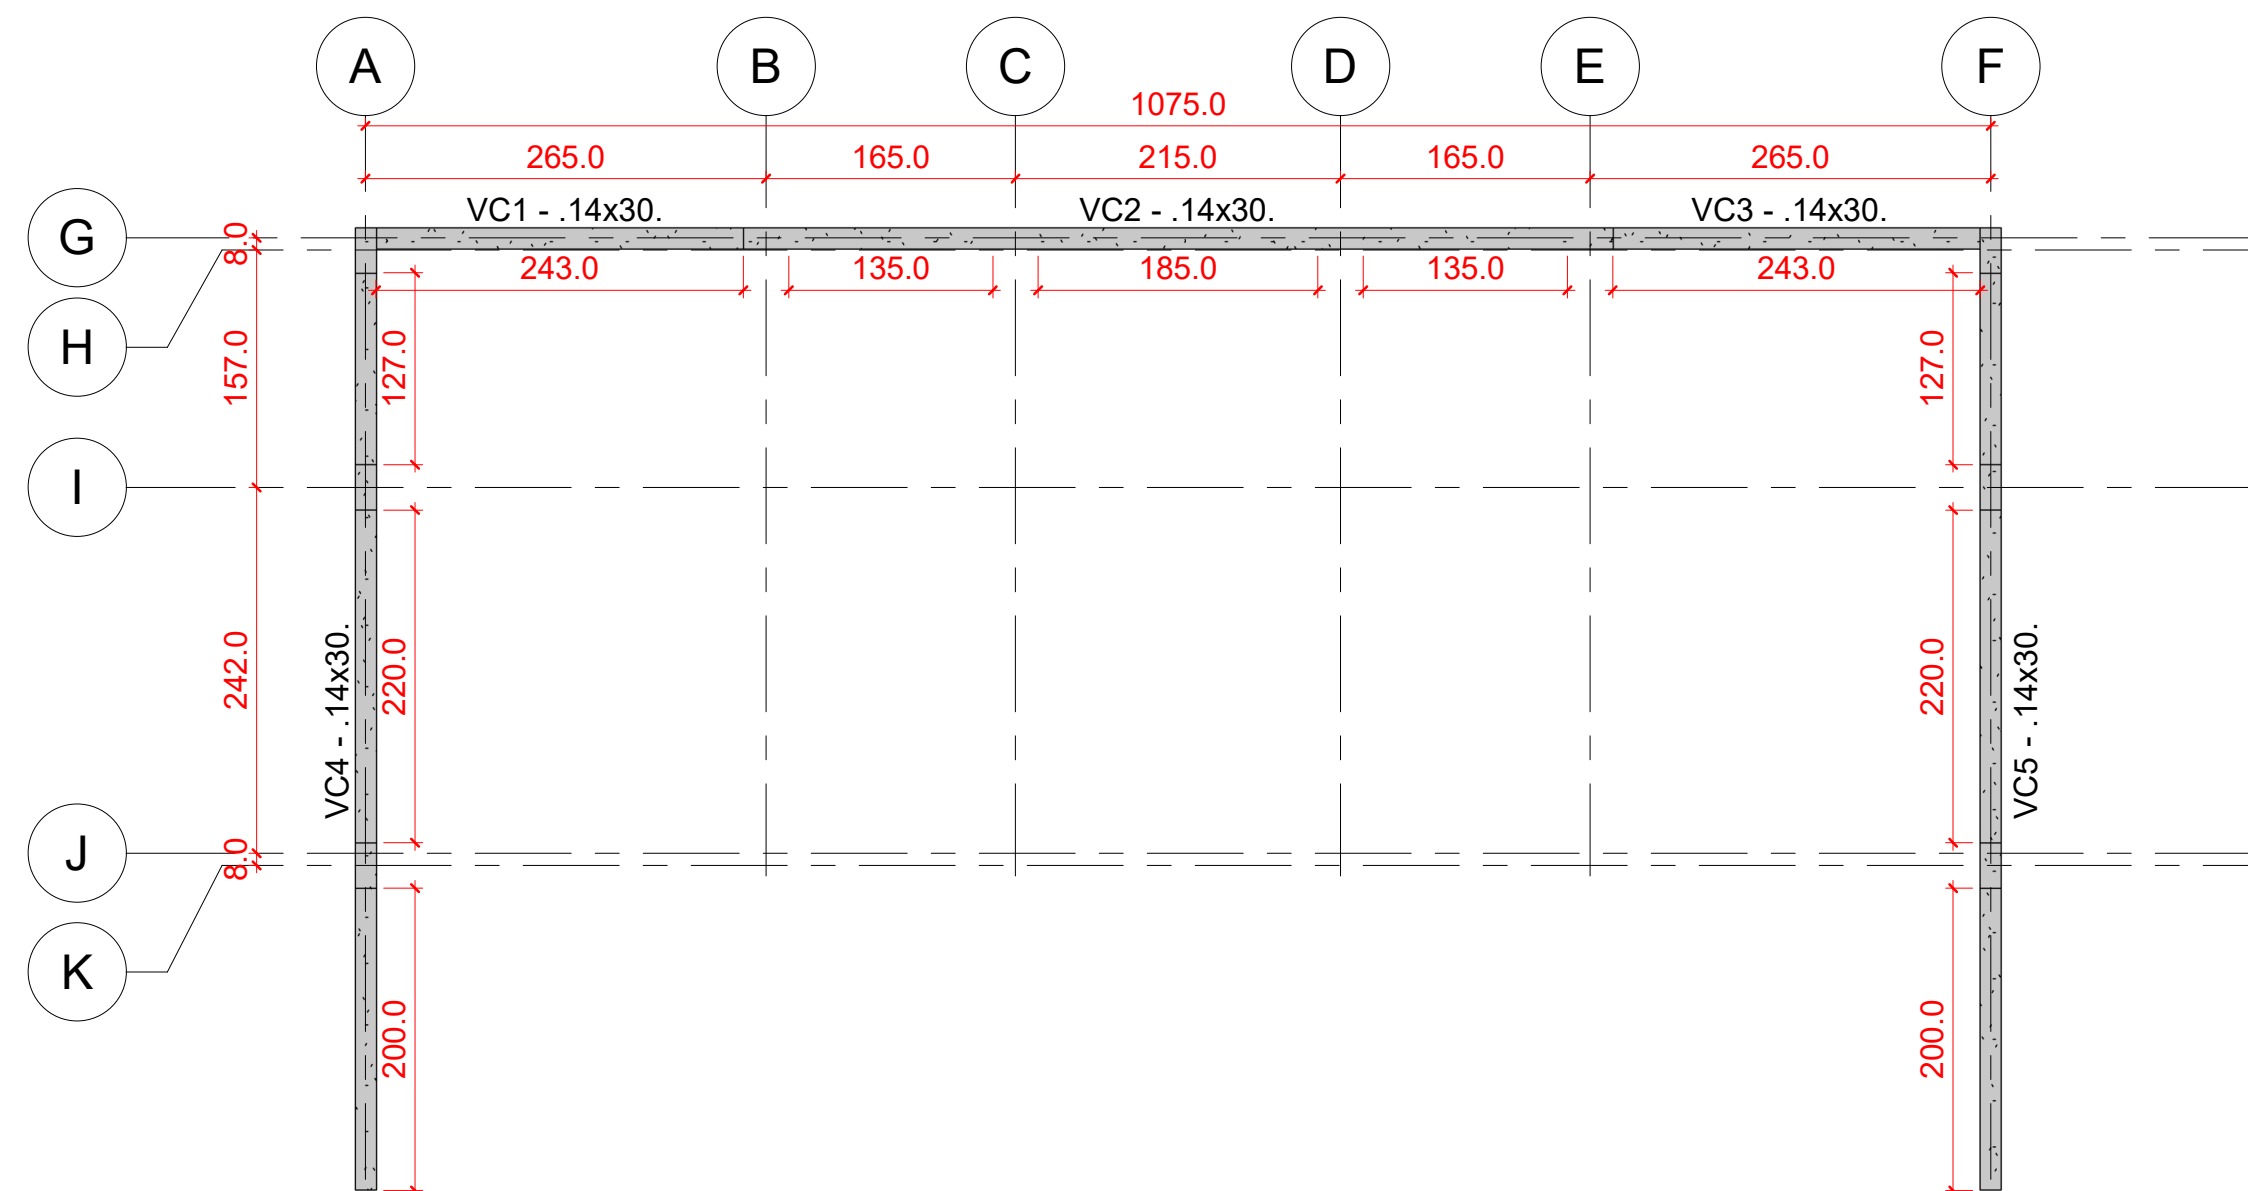 A B C D E F
1075.0
265.0 165.0 215.0 165.0 265.0
VC1 - .14x30. VC2 - .14x30. VC3 - .14x30.
G
8.0
243.0 135.0 185.0 135.0 243.0
H
157.0
127.0
127.0
I
242.0
VC4 - .14x30.
220.0
220.0
VC5 - .14x30.
J
8.0
K
200.0
200.0